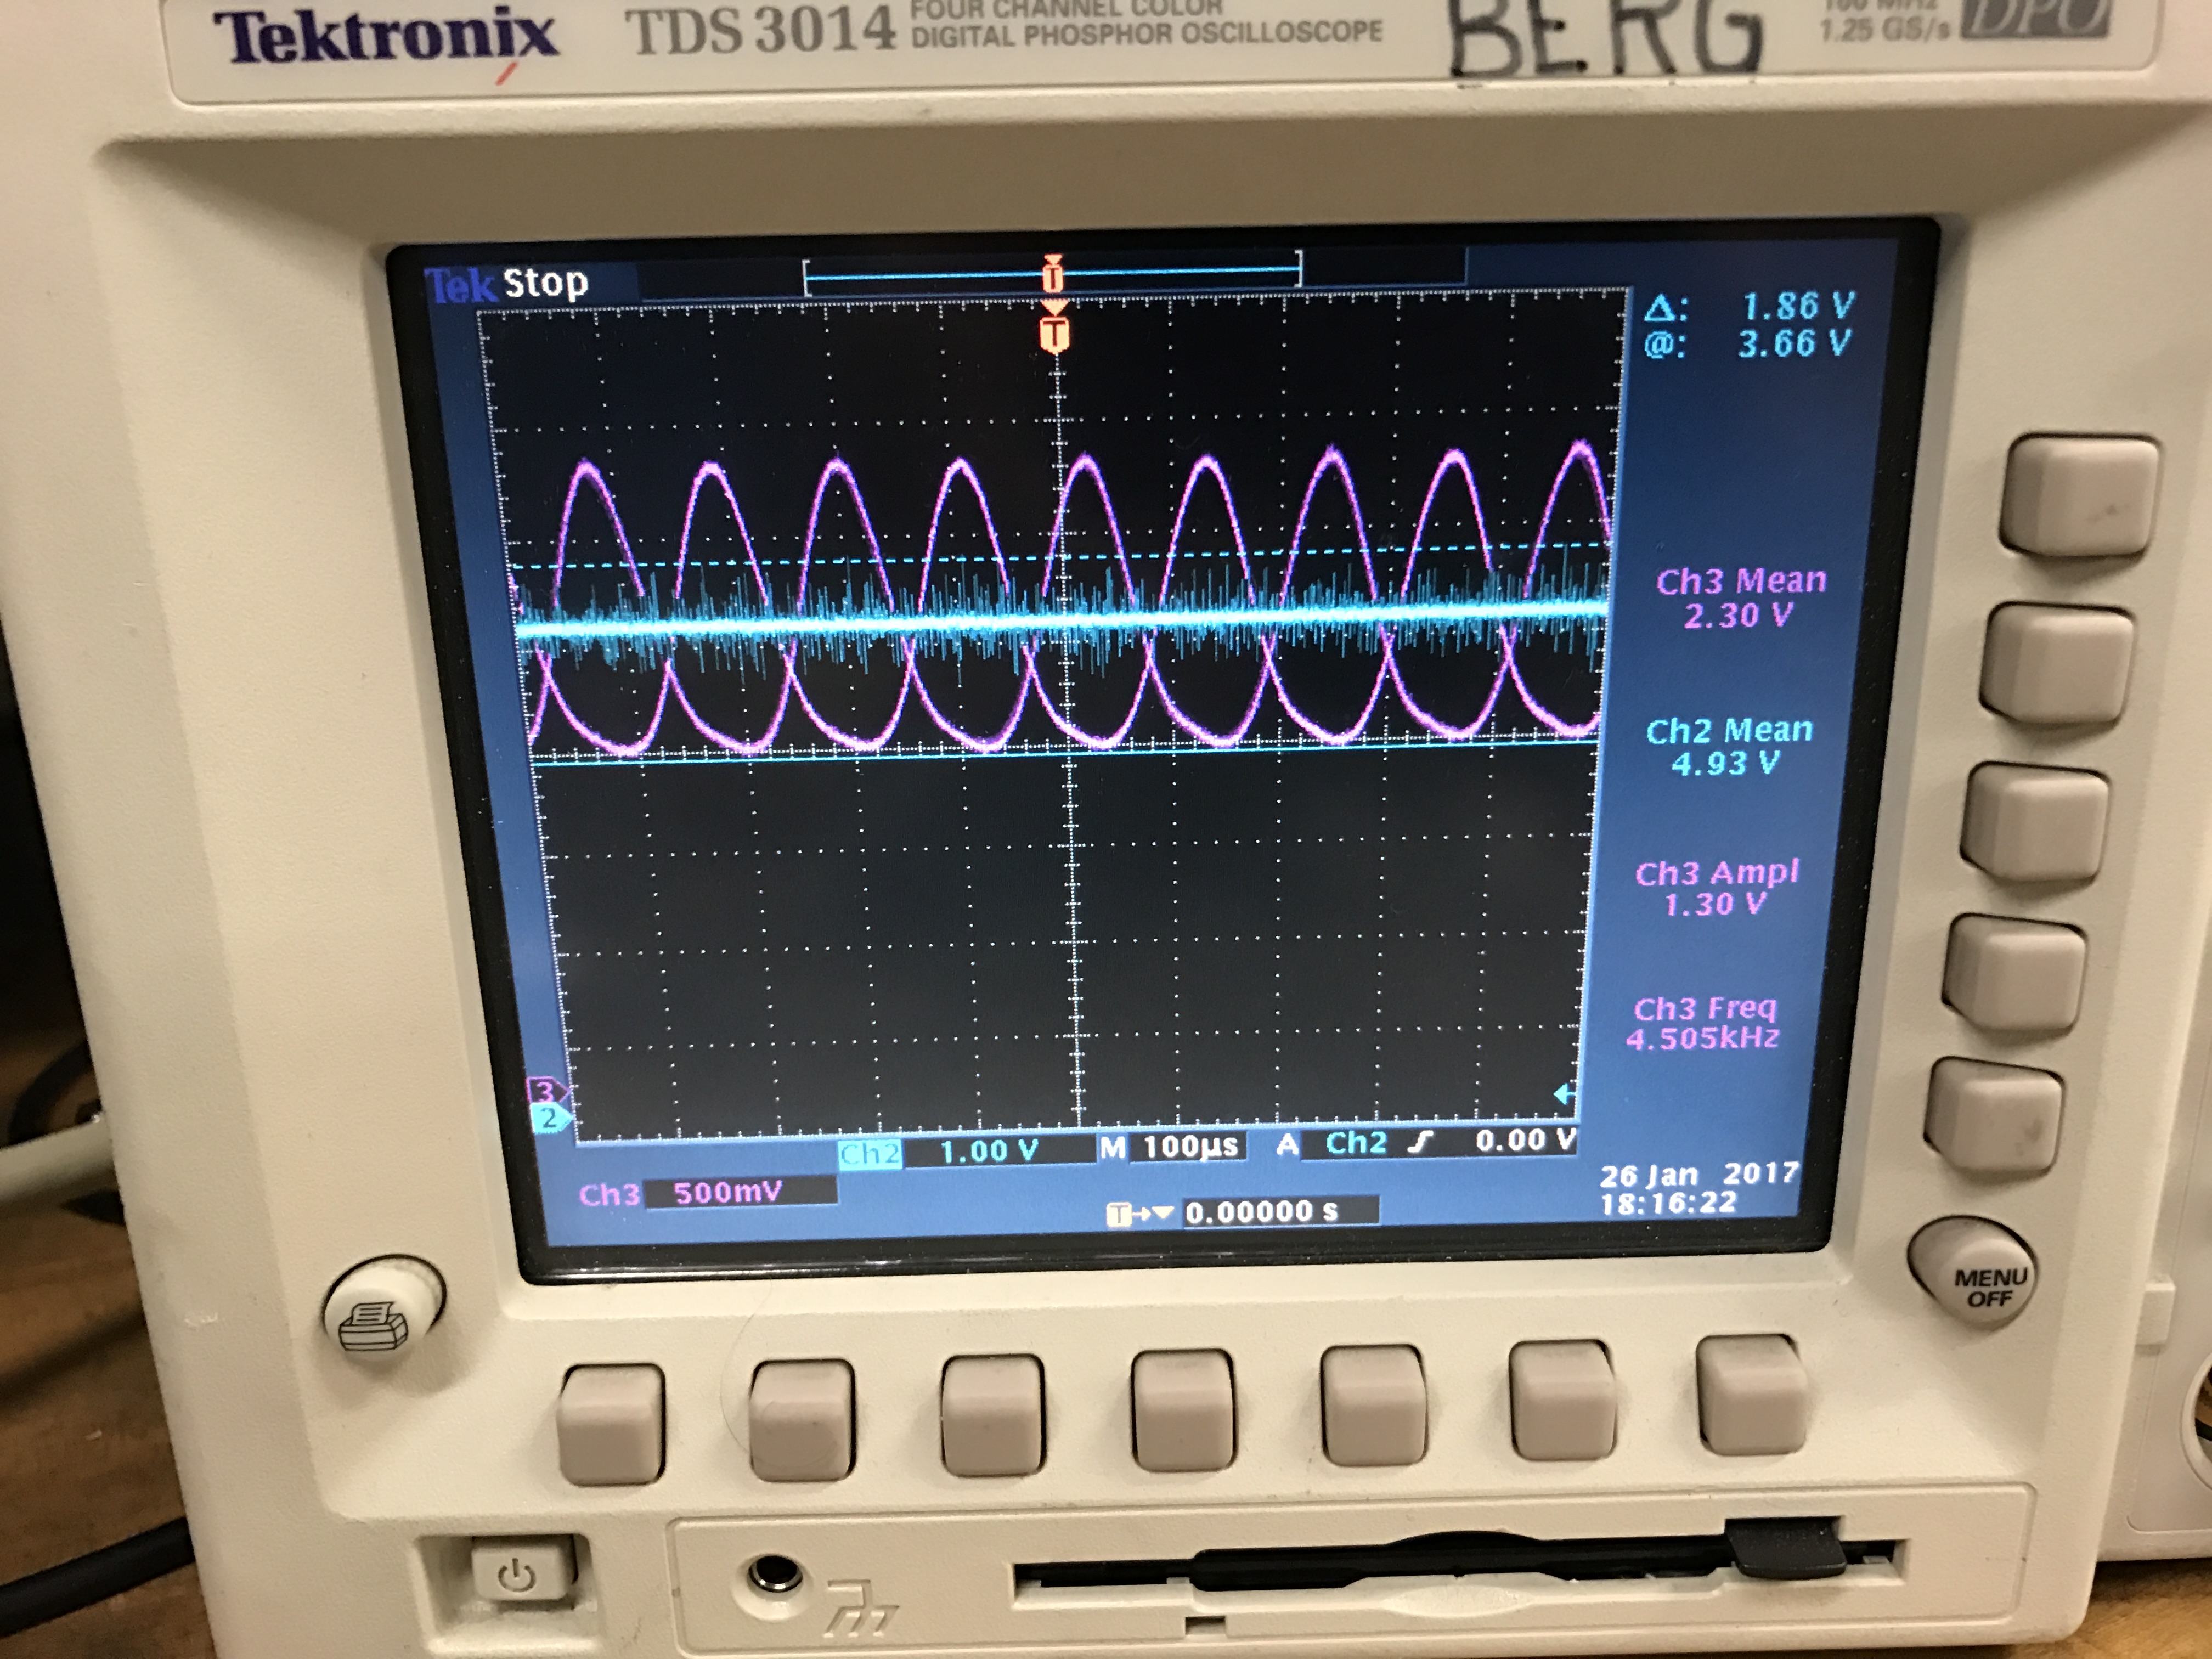 Tektronix TDS 3014 FOUR CHANNEL COLOR
DIGITAL PHOSPHOR OSCILLOSCOPE
BERG
100 MHz
1.25 GS/s DPO
Tek Stop
T
T
Δ: 1.86 V
@: 3.66 V
Ch3 Mean
2.30 V
Ch2 Mean
4.93 V
Ch3 Ampl
1.30 V
Ch3 Freq
4.505kHz
3
2
Ch2 1.00 V M 100µs A Ch2 0.00 V
Ch3 500mV
T 0.00000 s
26 Jan 2017
18:16:22
MENU
OFF